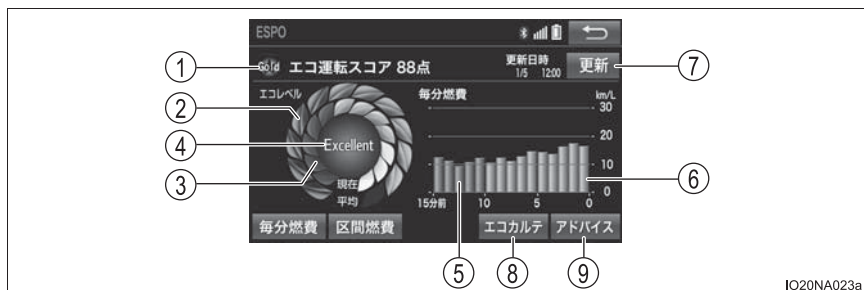 ESPO
① Gold エコ運転スコア 88点 更新日時 1/5 12:00 更新 ⑦
エコレベル 毎分燃費 km/L
② 30
④ Excellent 20
③ 10 ⑥
現在 0
平均 15分前 10 5 0
毎分燃費 区間燃費 エコカルテ アドバイス
⑤ ⑧ ⑨
IO20NA023a